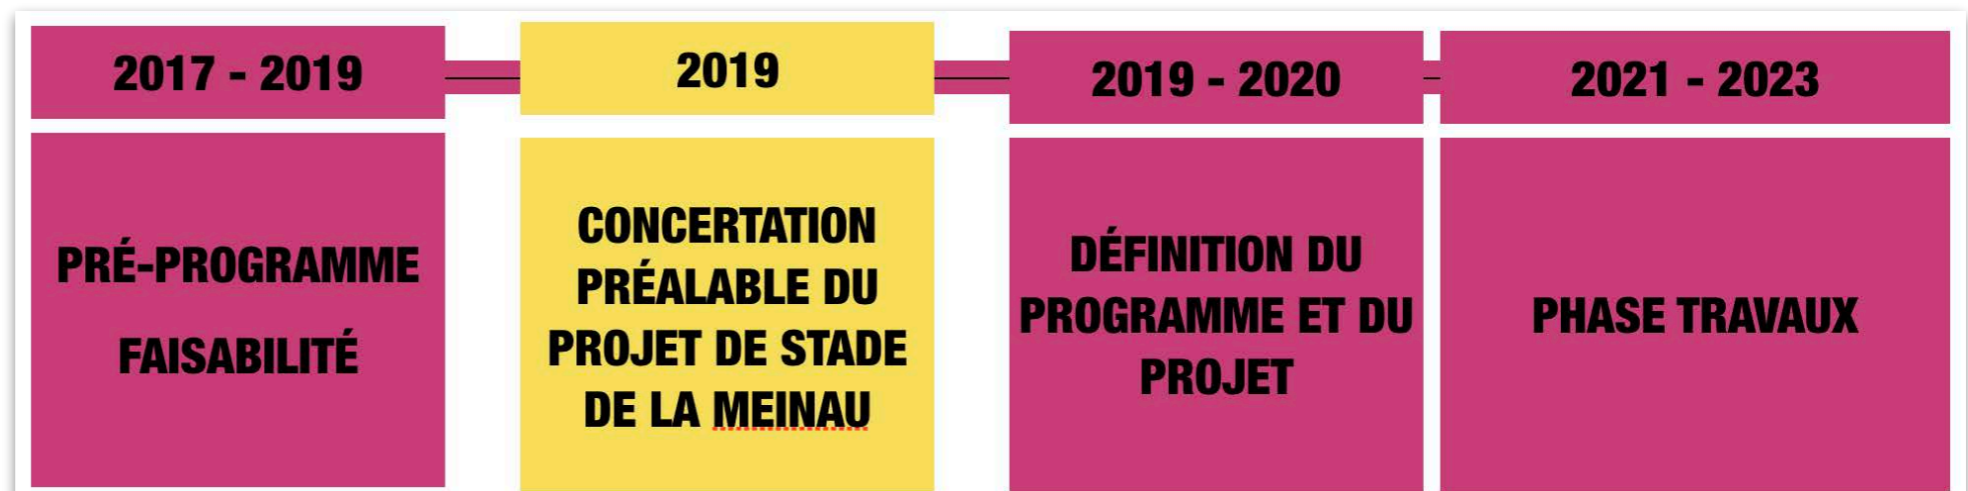 2017 - 2019
PRÉ-PROGRAMME
FAISABILITÉ
2019
CONCERTATION
PRÉALABLE DU
PROJET DE STADE
DE LA MEINAU
2019 - 2020
DÉFINITION DU
PROGRAMME ET DU
PROJET
2021 - 2023
PHASE TRAVAUX